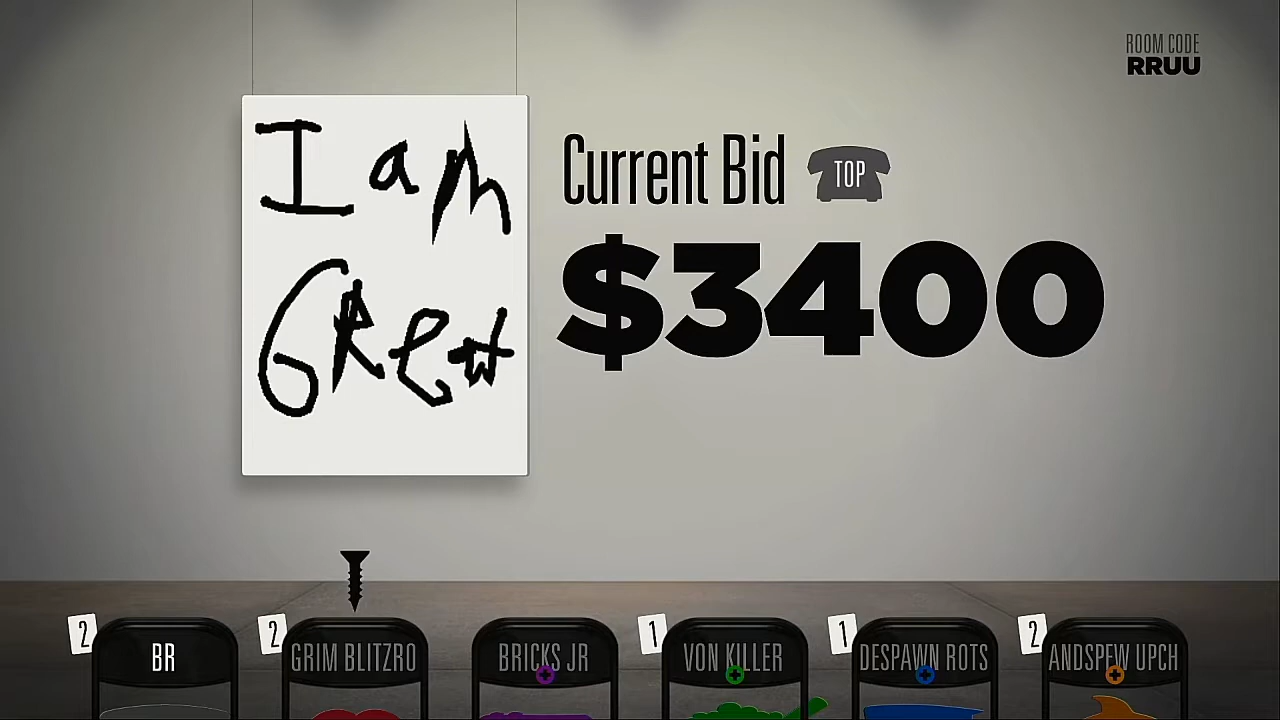 ROOM CODE
RRUU
I am
GReat
Current Bid
TOP
$3400
2
BR
2
GRIM BLITZRO
BRICKS JR
1
VON KILLER
1
DESPAWN ROTS
2
ANDSPEW UPCH